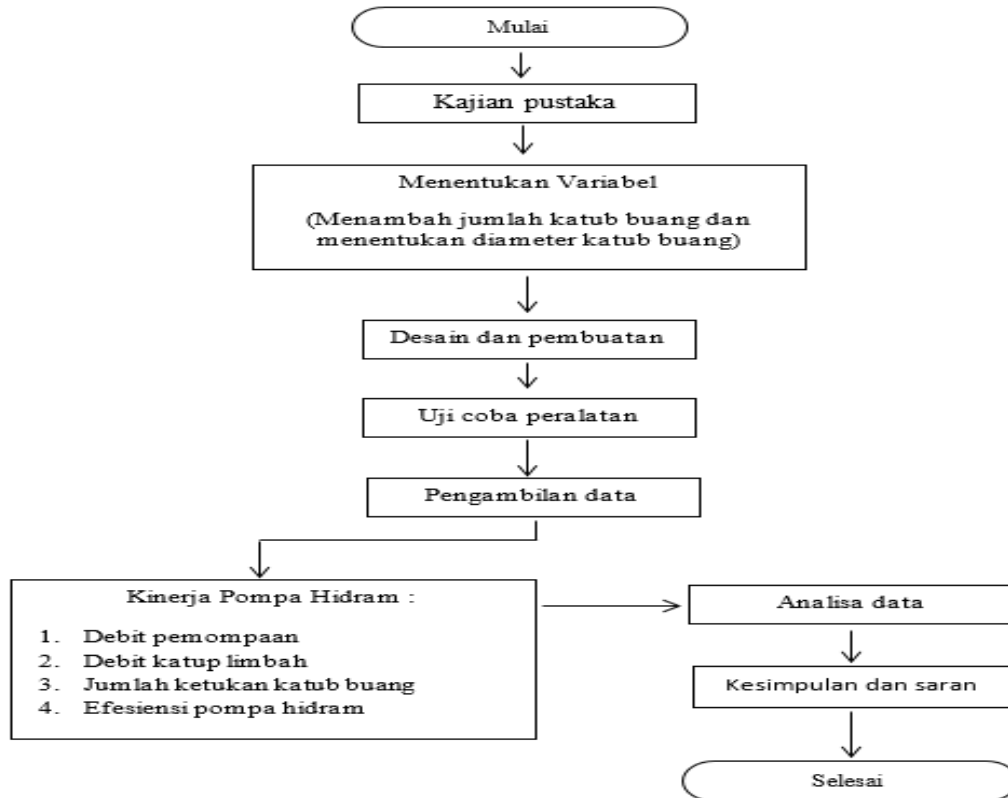 Mulai
Kajian pustaka
Menentukan Variabel
(Menambah jumlah katub buang dan
menentukan diameter katub buang)
Desain dan pembuatan
Uji coba peralatan
Pengambilan data
Kinerja Pompa Hidram :
1. Debit pemompaan
2. Debit katup limbah
3. Jumlah ketukan katub buang
4. Efesiensi pompa hidram
Analisa data
Kesimpulan dan saran
Selesai